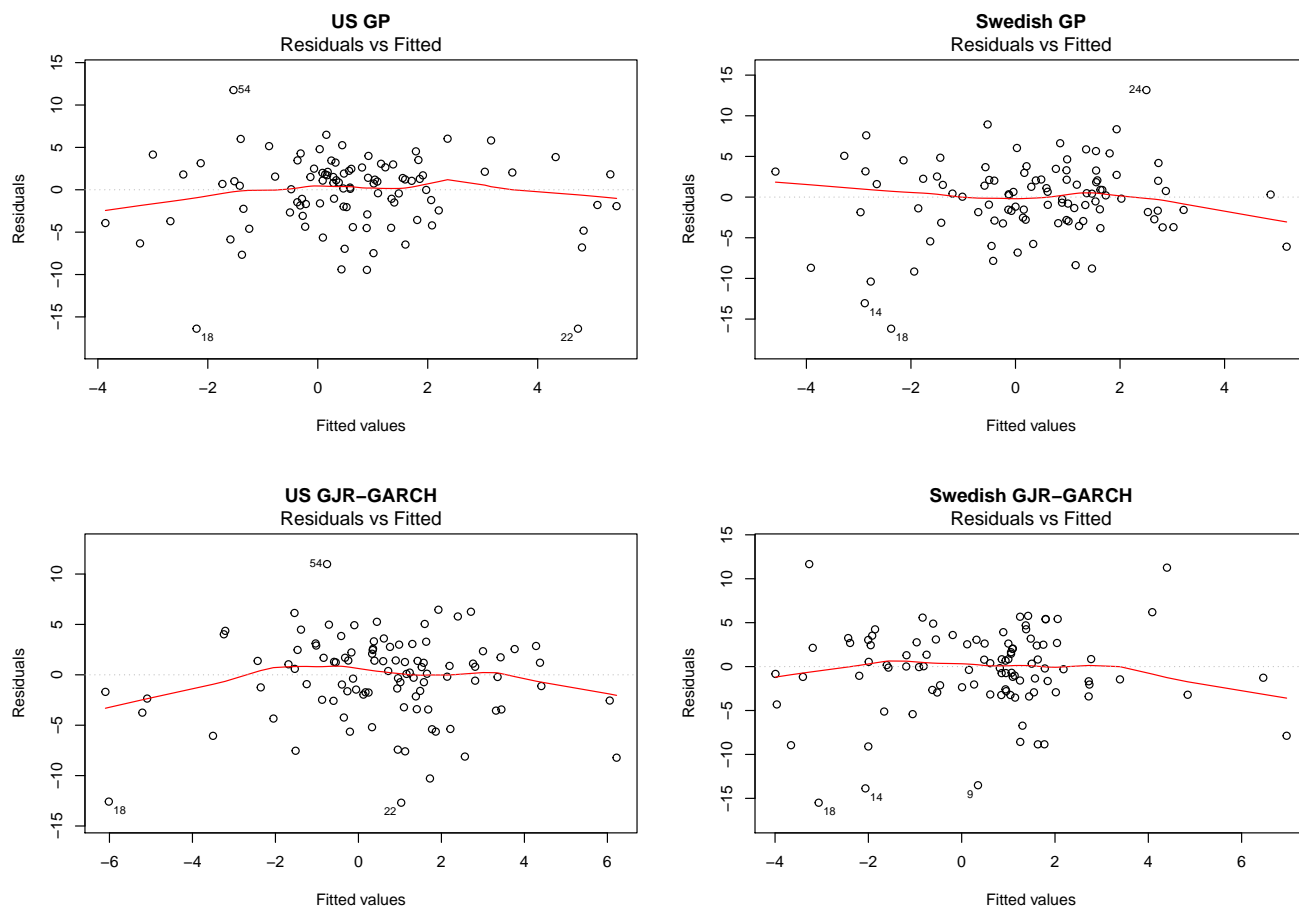 US GP
Residuals vs Fitted
15
10
5
0
−5
−10
−15
Residuals
54
18
22
−4 −2 0 2 4
Fitted values
Swedish GP
Residuals vs Fitted
15
10
5
0
−5
−10
−15
Residuals
24
14
18
−4 −2 0 2 4
Fitted values
US GJR−GARCH
Residuals vs Fitted
10
5
0
−5
−10
−15
Residuals
54
18
22
−6 −4 −2 0 2 4 6
Fitted values
Swedish GJR−GARCH
Residuals vs Fitted
15
10
5
0
−5
−10
−15
Residuals
9
14
18
−4 −2 0 2 4 6
Fitted values